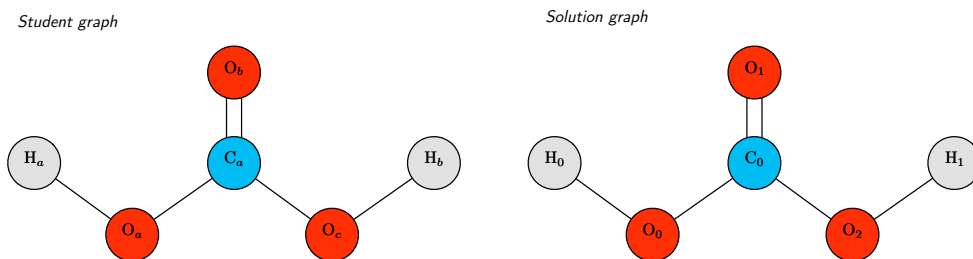 Student graph
Solution graph
O_b
O_1
H_a
C_a
H_b
H_0
C_0
H_1
O_a
O_c
O_0
O_2